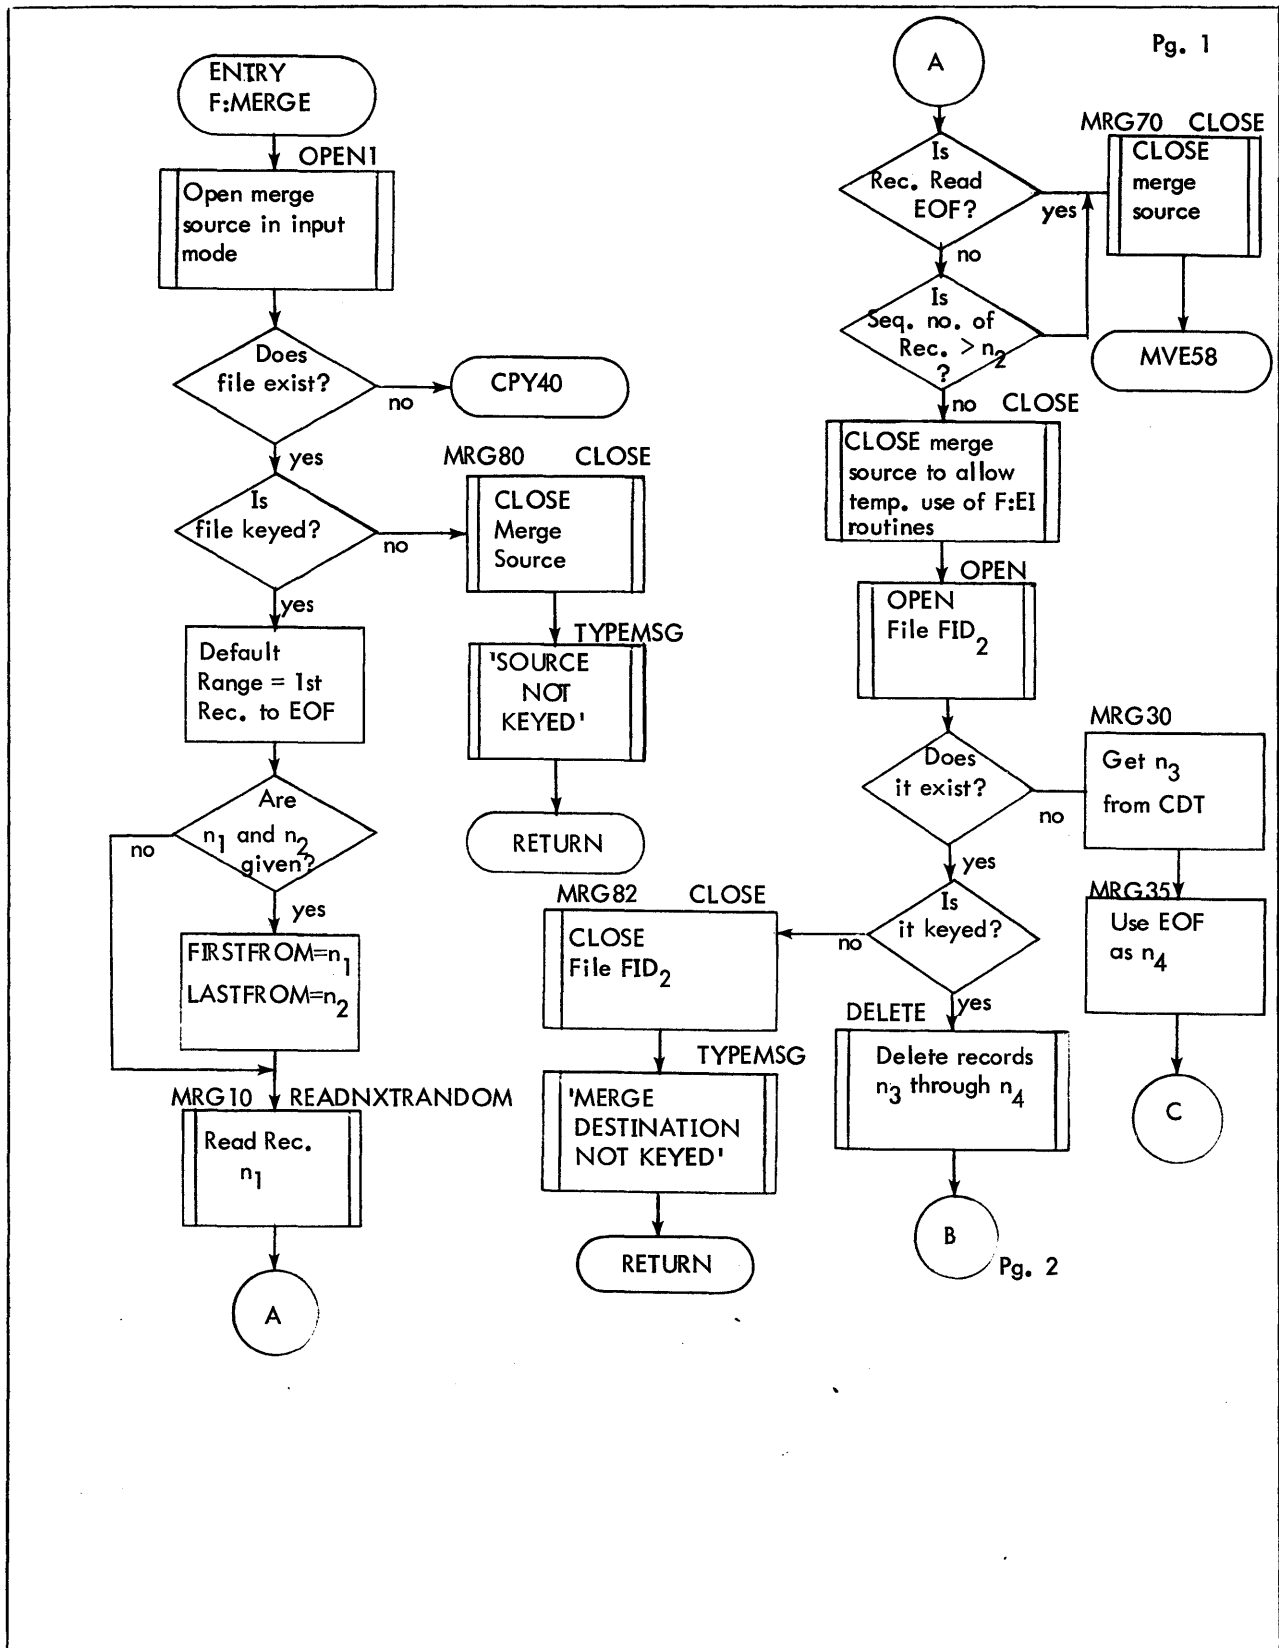 Pg. 1
ENTRY
F:MERGE
OPEN1
Open merge
source in input
mode
Does
file exist?
no
CPY40
yes
Is
file keyed?
no
MRG80 CLOSE
CLOSE
Merge
Source
TYPEMSG
'SOURCE
NOT
KEYED'
RETURN
yes
Default
Range = 1st
Rec. to EOF
Are
n1 and n2
given?
no
yes
FIRSTFROM=n1
LASTFROM=n2
MRG10 READNXTRANDOM
Read Rec.
n1
A
A
Is
Rec. Read
EOF?
yes
MRG70 CLOSE
CLOSE
merge
source
MVE58
no
Is
Seq. no. of
Rec. > n2
?
no CLOSE
CLOSE merge
source to allow
temp. use of F:EI
routines
OPEN
OPEN
File FID2
Does
it exist?
no
MRG30
Get n3
from CDT
MRG35
Use EOF
as n4
C
yes
Is
it keyed?
no
MRG82 CLOSE
CLOSE
File FID2
TYPEMSG
'MERGE
DESTINATION
NOT KEYED'
RETURN
yes
DELETE
Delete records
n3 through n4
B
Pg. 2